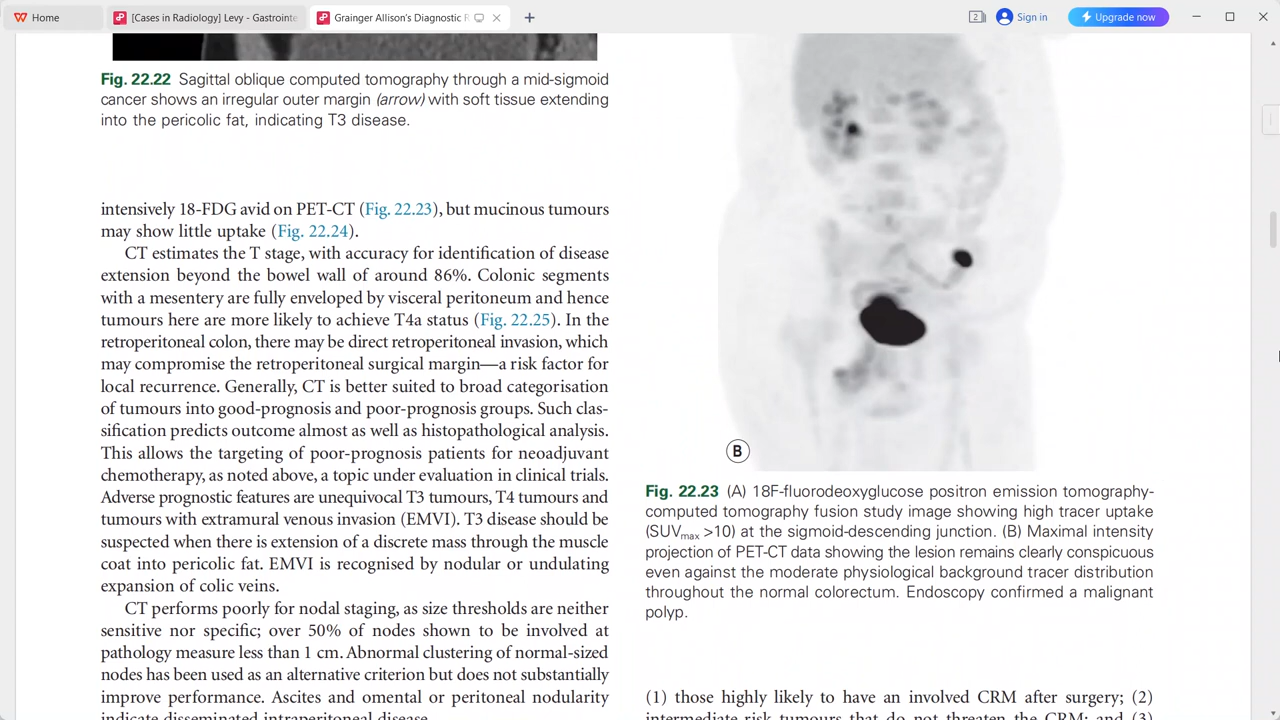 Home
[Cases in Radiology] Levy - Gastrointe
Grainger Allison's Diagnostic R
2
Sign in
Upgrade now
Fig. 22.22 Sagittal oblique computed tomography through a mid-sigmoid
cancer shows an irregular outer margin (arrow) with soft tissue extending
into the pericolic fat, indicating T3 disease.
intensively 18-FDG avid on PET-CT (Fig. 22.23), but mucinous tumours
may show little uptake (Fig. 22.24).
CT estimates the T stage, with accuracy for identification of disease
extension beyond the bowel wall of around 86%. Colonic segments
with a mesentery are fully enveloped by visceral peritoneum and hence
tumours here are more likely to achieve T4a status (Fig. 22.25). In the
retroperitoneal colon, there may be direct retroperitoneal invasion, which
may compromise the retroperitoneal surgical margin—a risk factor for
local recurrence. Generally, CT is better suited to broad categorisation
of tumours into good-prognosis and poor-prognosis groups. Such clas-
sification predicts outcome almost as well as histopathological analysis.
This allows the targeting of poor-prognosis patients for neoadjuvant
chemotherapy, as noted above, a topic under evaluation in clinical trials.
Adverse prognostic features are unequivocal T3 tumours, T4 tumours and
tumours with extramural venous invasion (EMVI). T3 disease should be
suspected when there is extension of a discrete mass through the muscle
coat into pericolic fat. EMVI is recognised by nodular or undulating
expansion of colic veins.
CT performs poorly for nodal staging, as size thresholds are neither
sensitive nor specific; over 50% of nodes shown to be involved at
pathology measure less than 1 cm. Abnormal clustering of normal-sized
nodes has been used as an alternative criterion but does not substantially
improve performance. Ascites and omental or peritoneal nodularity
indicate disseminated intraperitoneal disease.
B
Fig. 22.23 (A) 18F-fluorodeoxyglucose positron emission tomography-
computed tomography fusion study image showing high tracer uptake
(SUVmax >10) at the sigmoid-descending junction. (B) Maximal intensity
projection of PET-CT data showing the lesion remains clearly conspicuous
even against the moderate physiological background tracer distribution
throughout the normal colorectum. Endoscopy confirmed a malignant
polyp.
(1) those highly likely to have an involved CRM after surgery; (2)
intermediate risk tumours that do not threaten the CRM; and (3)